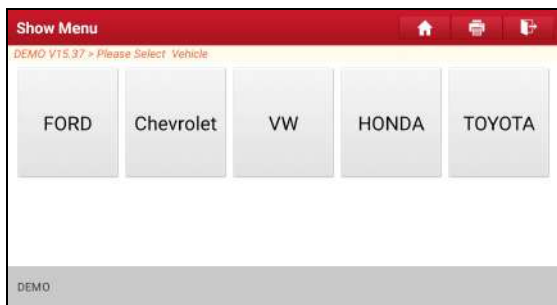 Show Menu
DEMO V15.37 > Please Select Vehicle
FORD Chevrolet VW HONDA TOYOTA
DEMO